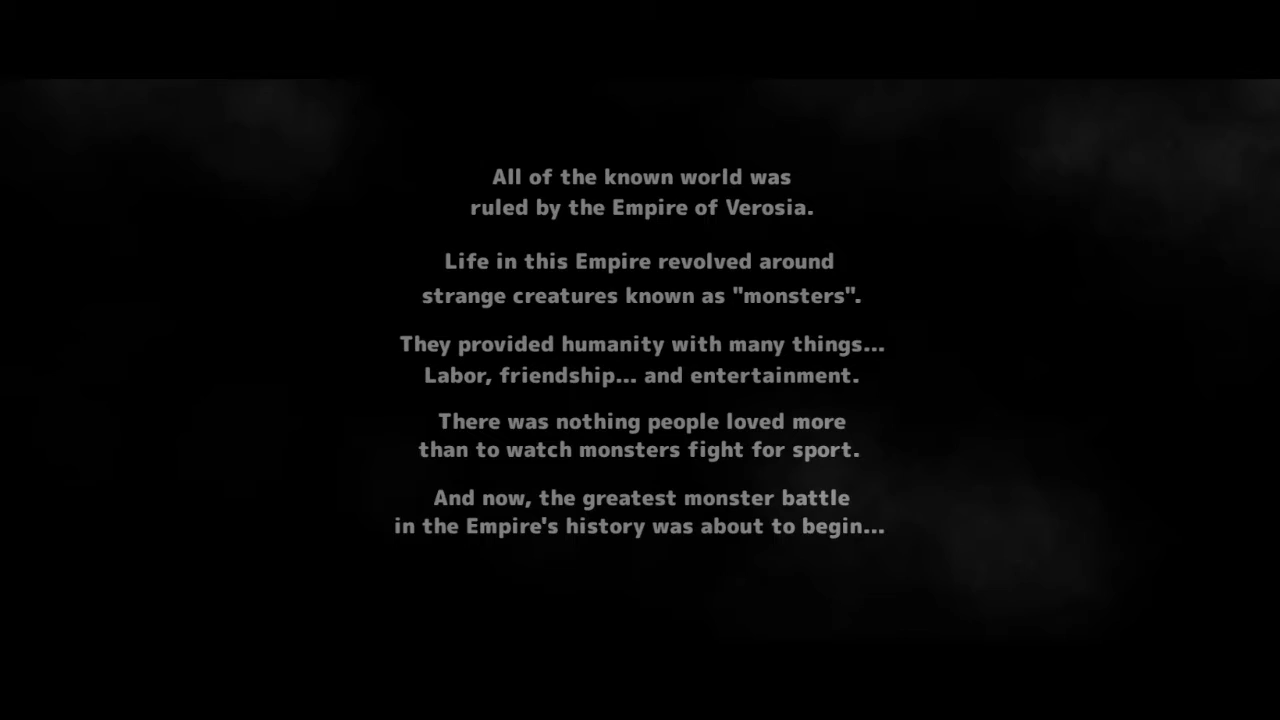 All of the known world was
ruled by the Empire of Verosia.
Life in this Empire revolved around
strange creatures known as "monsters".
They provided humanity with many things...
Labor, friendship... and entertainment.
There was nothing people loved more
than to watch monsters fight for sport.
And now, the greatest monster battle
in the Empire's history was about to begin...